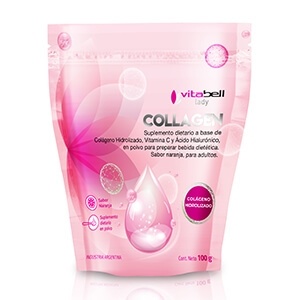 vitabell
lady
COLLAGEN
Suplemento dietario a base de
Colágeno Hidrolizado, Vitamina C y Ácido Hialurónico,
en polvo para preparar bebida dietética.
Sabor naranja, para adultos.
Sabor
Naranja
Suplemento
dietario
en polvo
COLÁGENO
HIDROLIZADO
INDUSTRIA ARGENTINA
Cont. Neto 100 g